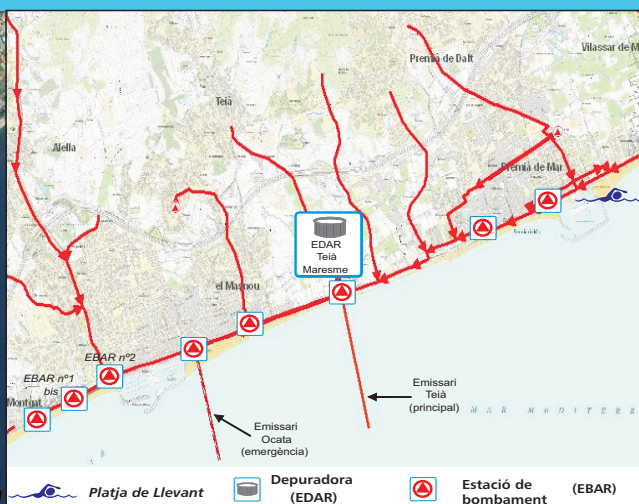 Vilassar de M
Premià de Dalt
Teià
Alella
Premià de Mar
EDAR
Teià
Maresme
el Masnou
EBAR nº2
EBAR nº1
bis
Montgat
Emissari
Teià
(principal)
Emissari
Ocata
(emergència)
MAR MEDITERR
Platja de Llevant
Depuradora
(EDAR)
Estació de
bombament
(EBAR)